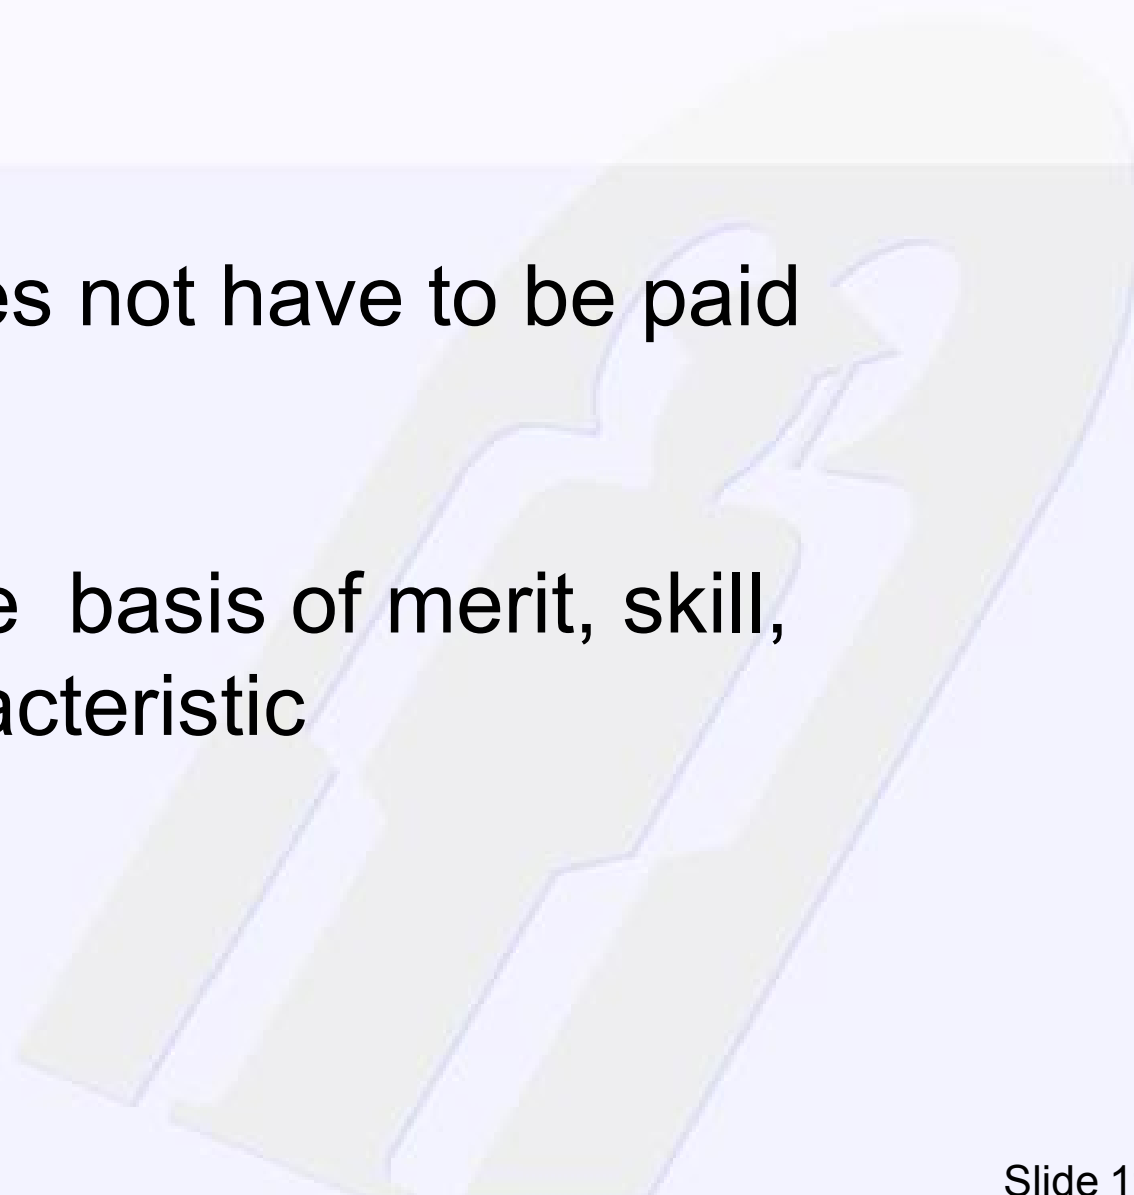 es not have to be paid
e basis of merit, skill,
acteristic
Slide 1